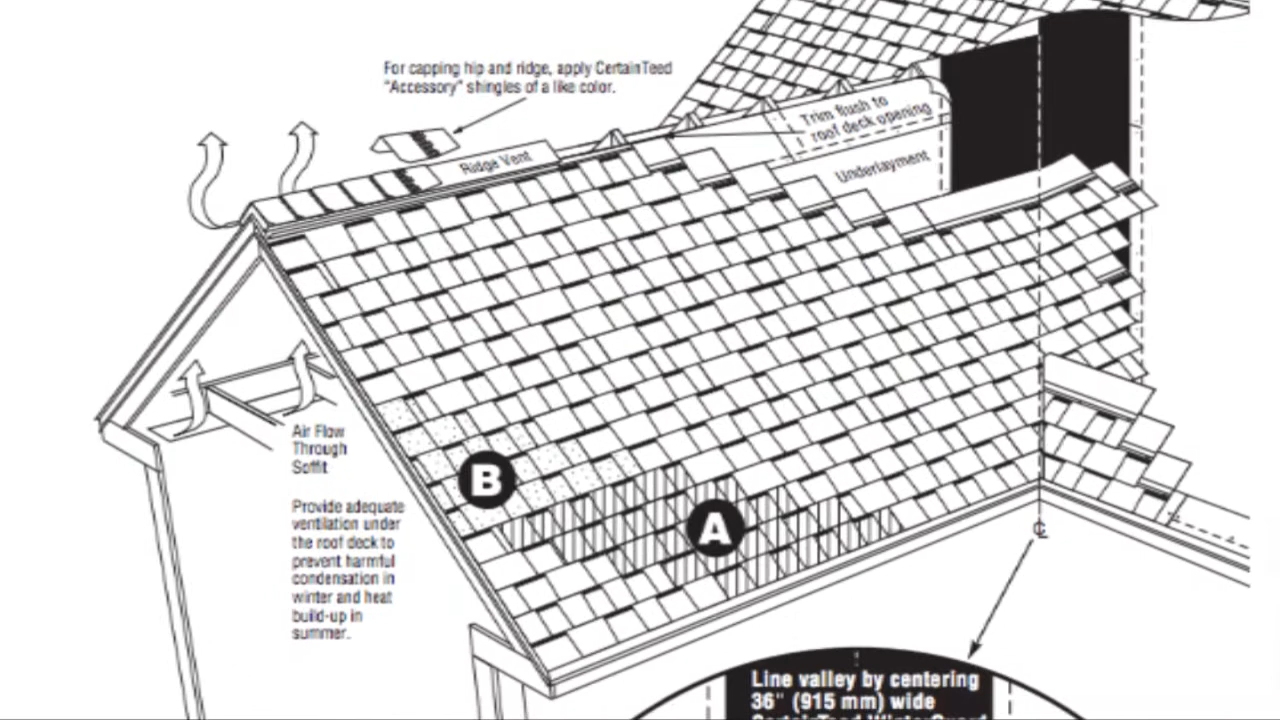 For capping hip and ridge, apply CertainTeed
"Accessory" shingles of a like color.
Trim flush to
roof deck opening
Ridge Vent
Underlayment
Air Flow
Through
Soffit
B
A
Provide adequate
ventilation under
the roof deck to
prevent harmful
condensation in
winter and heat
build-up in
summer.
℄
Line valley by centering
36" (915 mm) wide
CertainTeed WinterGuard